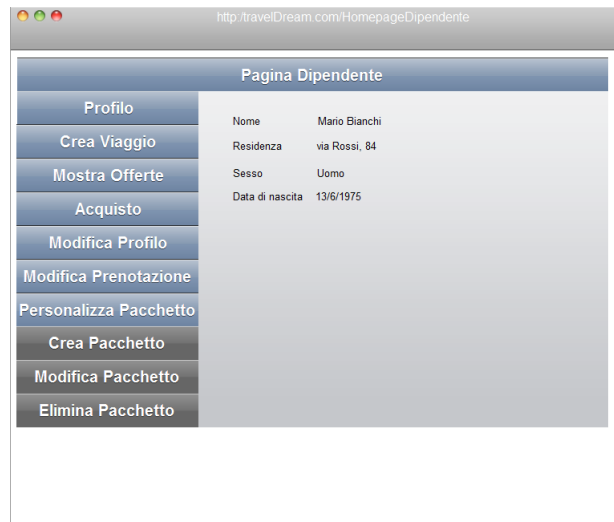 http:/travelDream.com/HomepageDipendente
Pagina Dipendente
Profilo
Crea Viaggio
Mostra Offerte
Acquisto
Modifica Profilo
Modifica Prenotazione
Personalizza Pacchetto
Crea Pacchetto
Modifica Pacchetto
Elimina Pacchetto
Nome Mario Bianchi
Residenza via Rossi, 84
Sesso Uomo
Data di nascita 13/6/1975